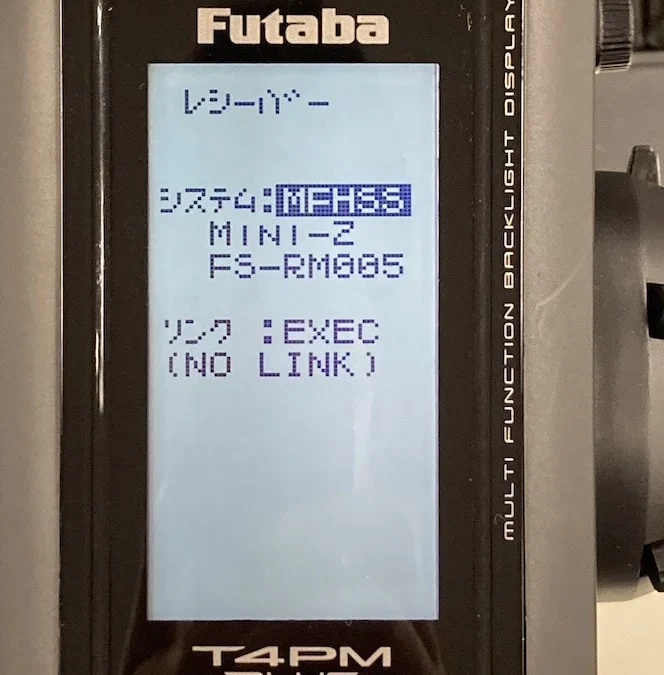 Futaba
レシーバー
システム:MFHSS
MINI-Z
FS-RM005
リンク :EXEC
(NO LINK)
MULTI FUNCTION BACKLIGHT DISPLAY
T4PM